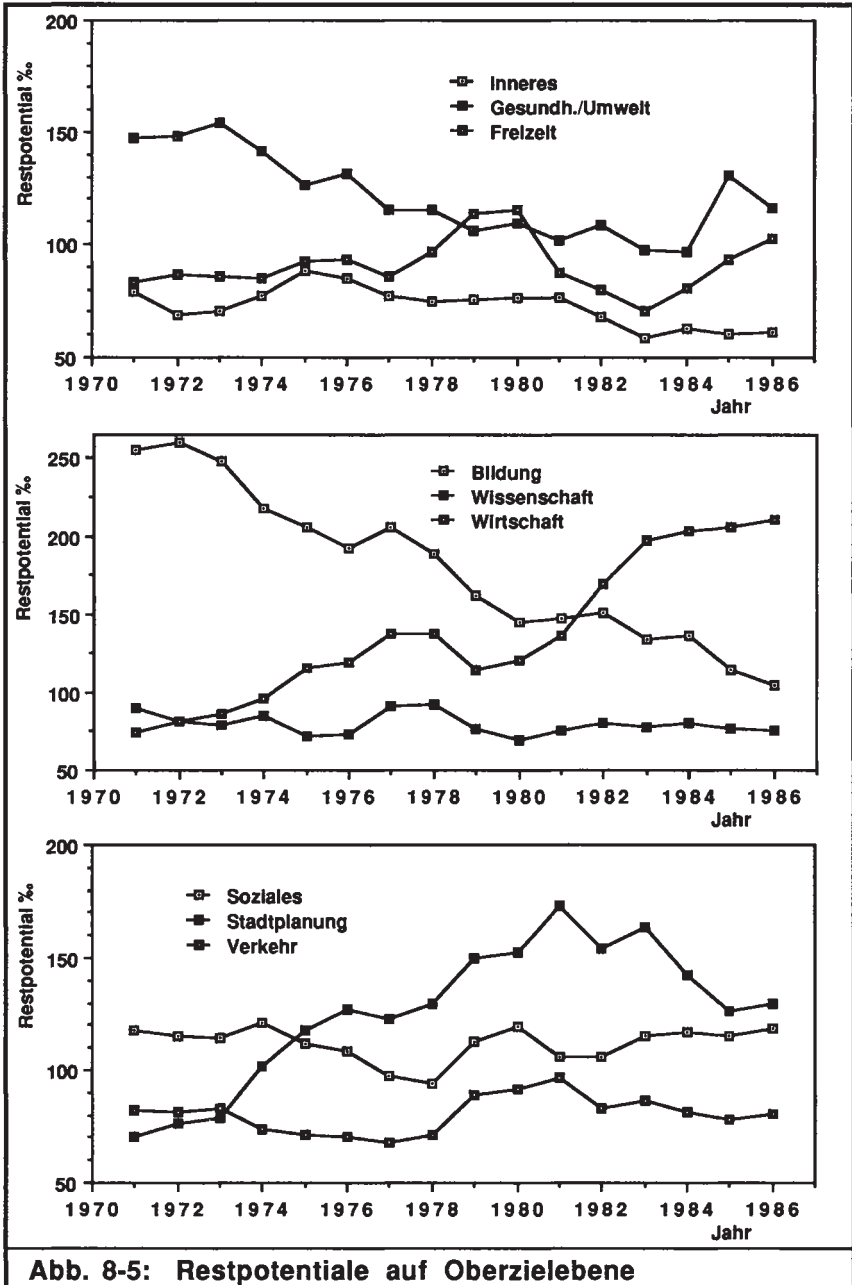 200
150
100
50
Restpotential ‰
Inneres
Gesundh./Umwelt
Freizeit
1970 1972 1974 1976 1978 1980 1982 1984 1986
Jahr
250
200
150
100
50
Restpotential ‰
Bildung
Wissenschaft
Wirtschaft
1970 1972 1974 1976 1978 1980 1982 1984 1986
Jahr
200
150
100
50
Restpotential ‰
Soziales
Stadtplanung
Verkehr
1970 1972 1974 1976 1978 1980 1982 1984 1986
Jahr
Abb. 8-5: Restpotentiale auf Oberzielebene